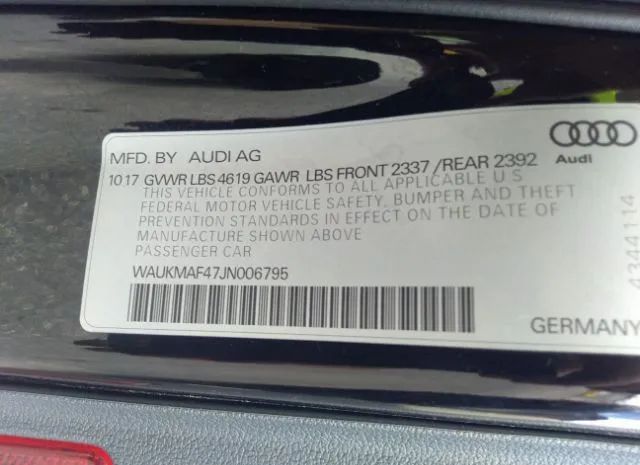 MFD. BY AUDI AG
Audi
10 17 GVWR LBS 4619 GAWR LBS FRONT 2337 /REAR 2392
THIS VEHICLE CONFORMS TO ALL APPLICABLE U S
FEDERAL MOTOR VEHICLE SAFETY, BUMPER AND THEFT
PREVENTION STANDARDS IN EFFECT ON THE DATE OF
MANUFACTURE SHOWN ABOVE
PASSENGER CAR
WAUKMAF47JN006795
4344114
GERMANY